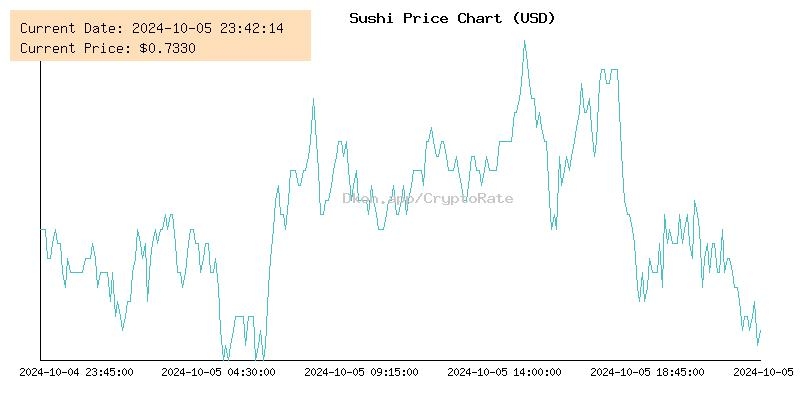 Sushi Price Chart (USD)
Current Date: 2024-10-05 23:42:14
Current Price: $0.7330
Dken.app/CryptoRate
2024-10-04 23:45:00
2024-10-05 04:30:00
2024-10-05 09:15:00
2024-10-05 14:00:00
2024-10-05 18:45:00
2024-10-05